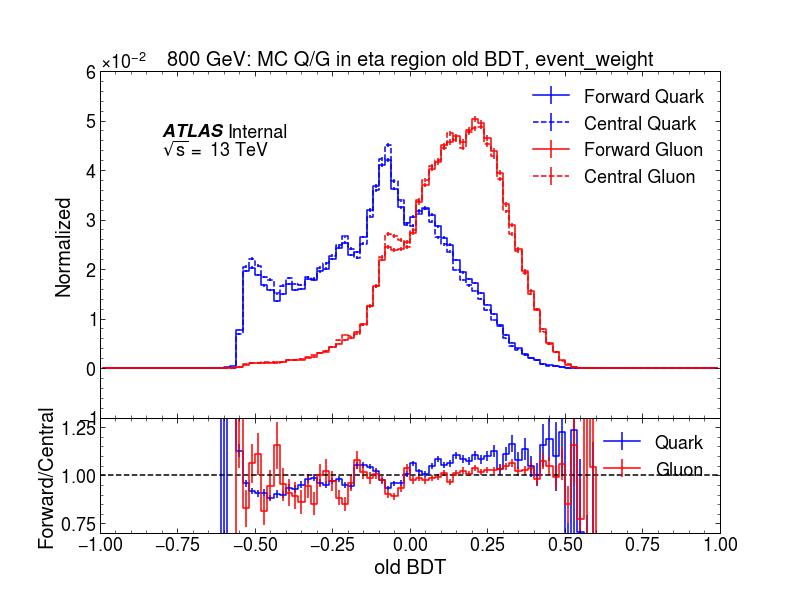 ×10⁻² 800 GeV: MC Q/G in eta region old BDT, event_weight
6
5
4
3
2
1
0
−1
Normalized
ATLAS Internal
√s = 13 TeV
Forward Quark
Central Quark
Forward Gluon
Central Gluon
1.25
1.00
0.75
Forward/Central
Quark
Gluon
−1.00 −0.75 −0.50 −0.25 0.00 0.25 0.50 0.75 1.00
old BDT